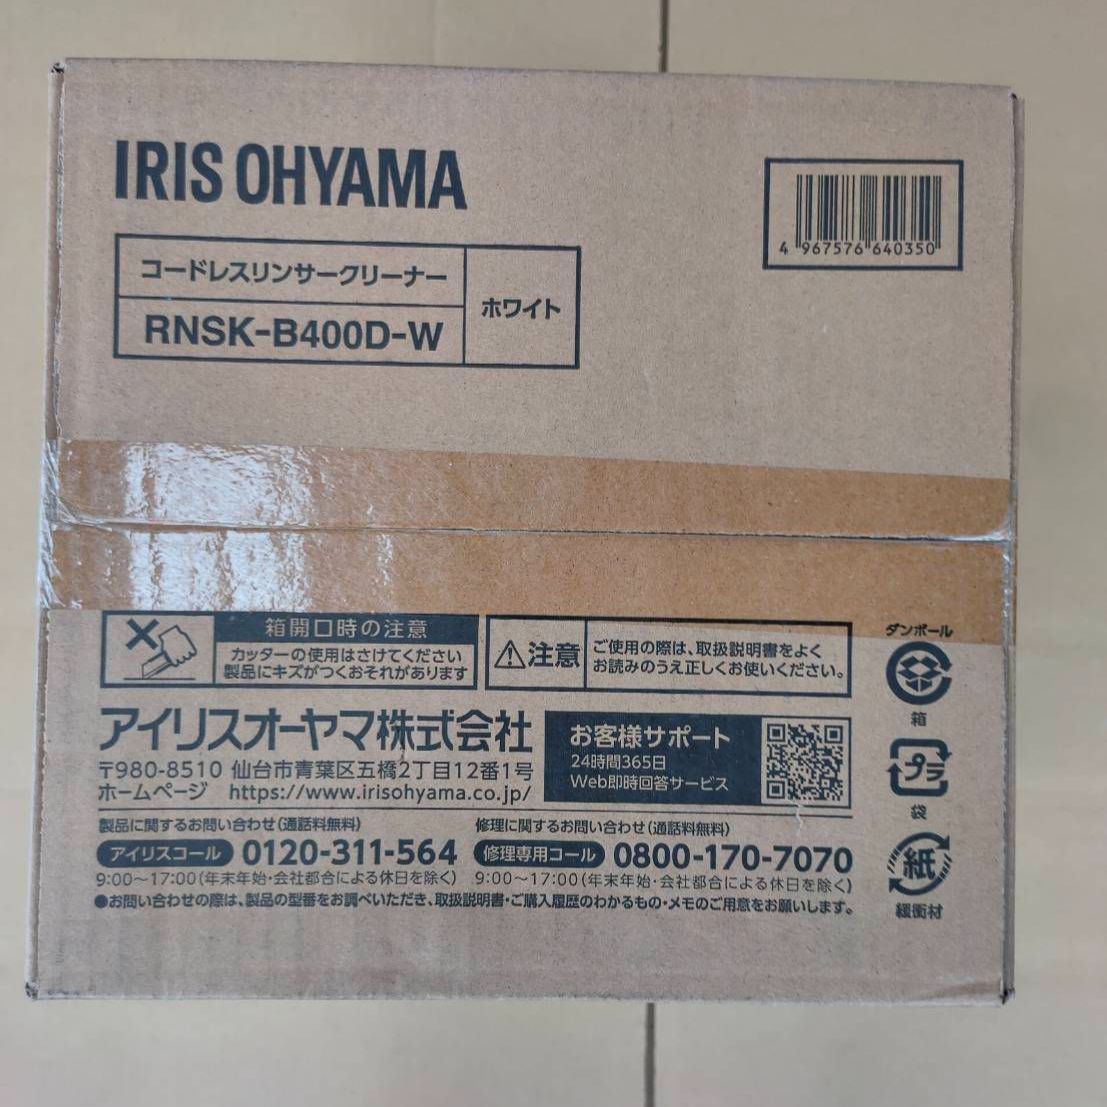 IRIS OHYAMA
コードレスリンサークリーナー
RNSK-B400D-W
ホワイト
4 967576 640350
箱開口時の注意
カッターの使用はさけてください
製品にキズがつくおそれがあります
注意
ご使用の際は、取扱説明書をよく
お読みのうえ正しくお使いください。
ダンボール
箱
プラ
袋
紙
緩衝材
アイリスオーヤマ株式会社
〒980-8510 仙台市青葉区五橋2丁目12番1号
ホームページ https://www.irisohyama.co.jp/
お客様サポート
24時間365日
Web即時回答サービス
製品に関するお問い合わせ(通話料無料)
アイリスコール 0120-311-564
9:00～17:00(年末年始・会社都合による休日を除く)
修理に関するお問い合わせ(通話料無料)
修理専用コール 0800-170-7070
9:00～17:00(年末年始・会社都合による休日を除く)
●お問い合わせの際は、製品の型番をお調べいただき、取扱説明書・ご購入履歴のわかるもの・メモのご用意をお願いします。